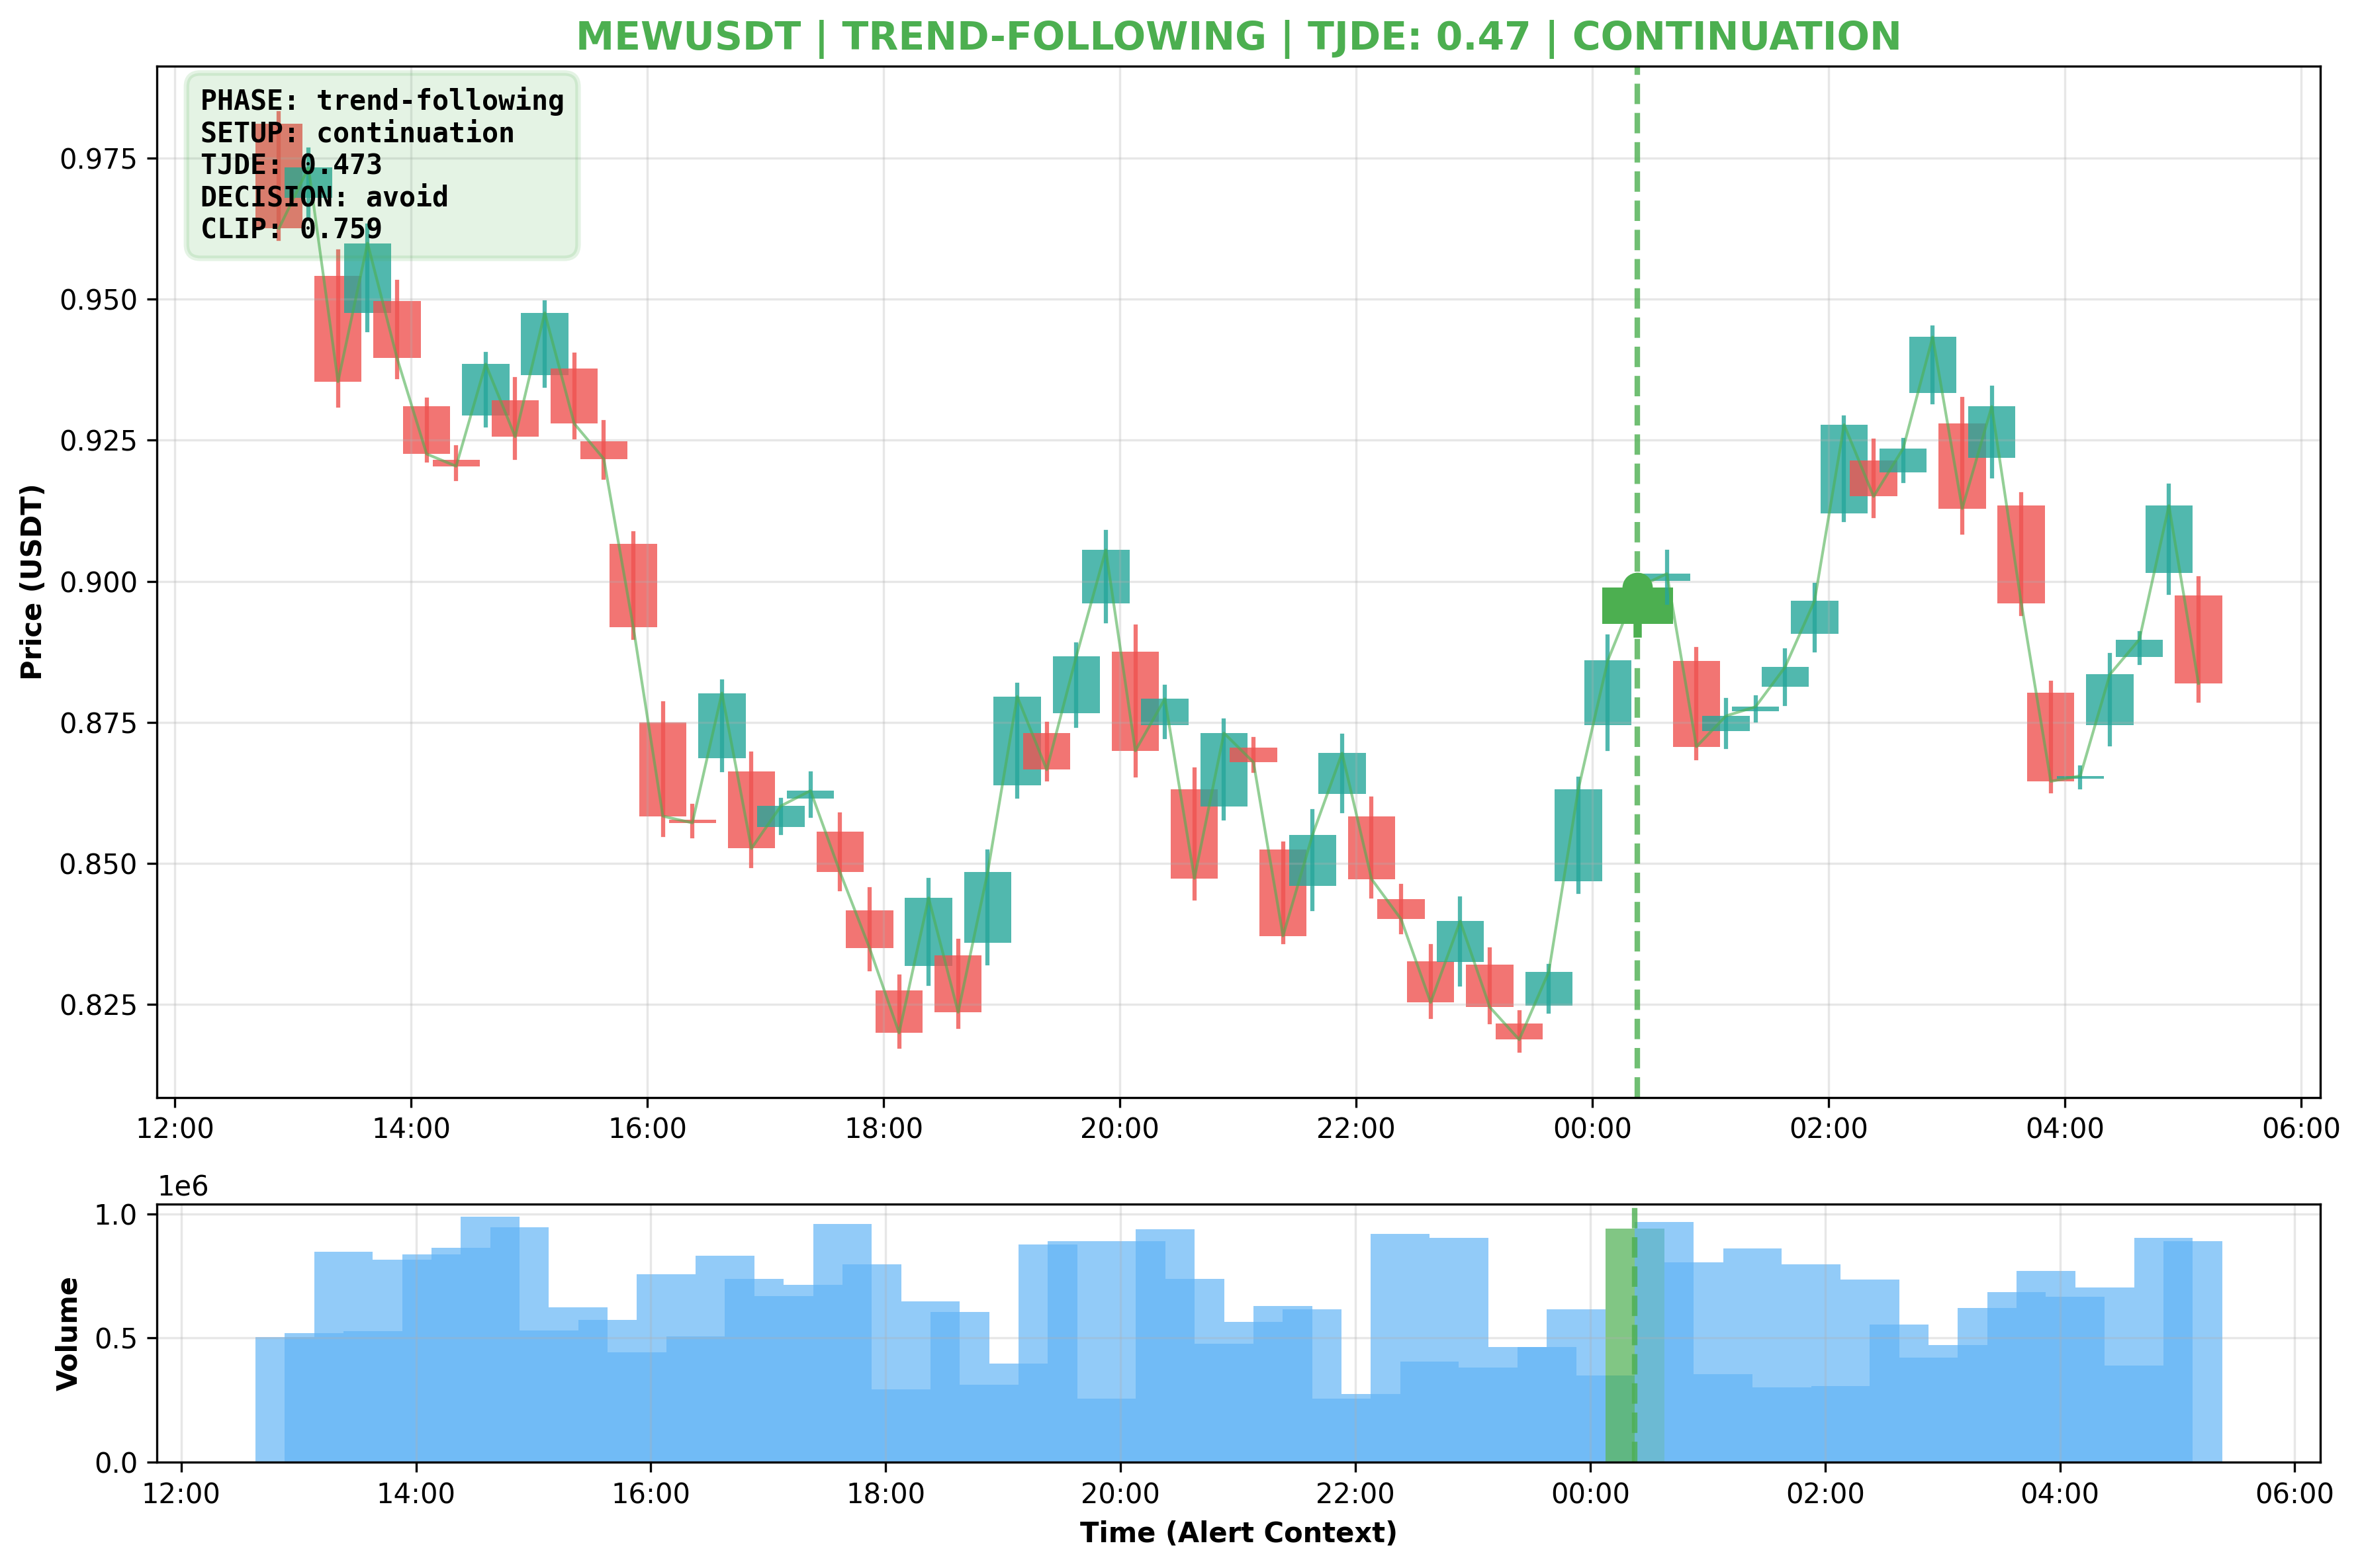 MEWUSDT | TREND-FOLLOWING | TJDE: 0.47 | CONTINUATION
PHASE: trend-following
SETUP: continuation
TJDE: 0.473
DECISION: avoid
CLIP: 0.759
Price (USDT)
0.975
0.950
0.925
0.900
0.875
0.850
0.825
12:00 14:00 16:00 18:00 20:00 22:00 00:00 02:00 04:00 06:00
1e6
Volume
1.0
0.5
0.0
12:00 14:00 16:00 18:00 20:00 22:00 00:00 02:00 04:00 06:00
Time (Alert Context)